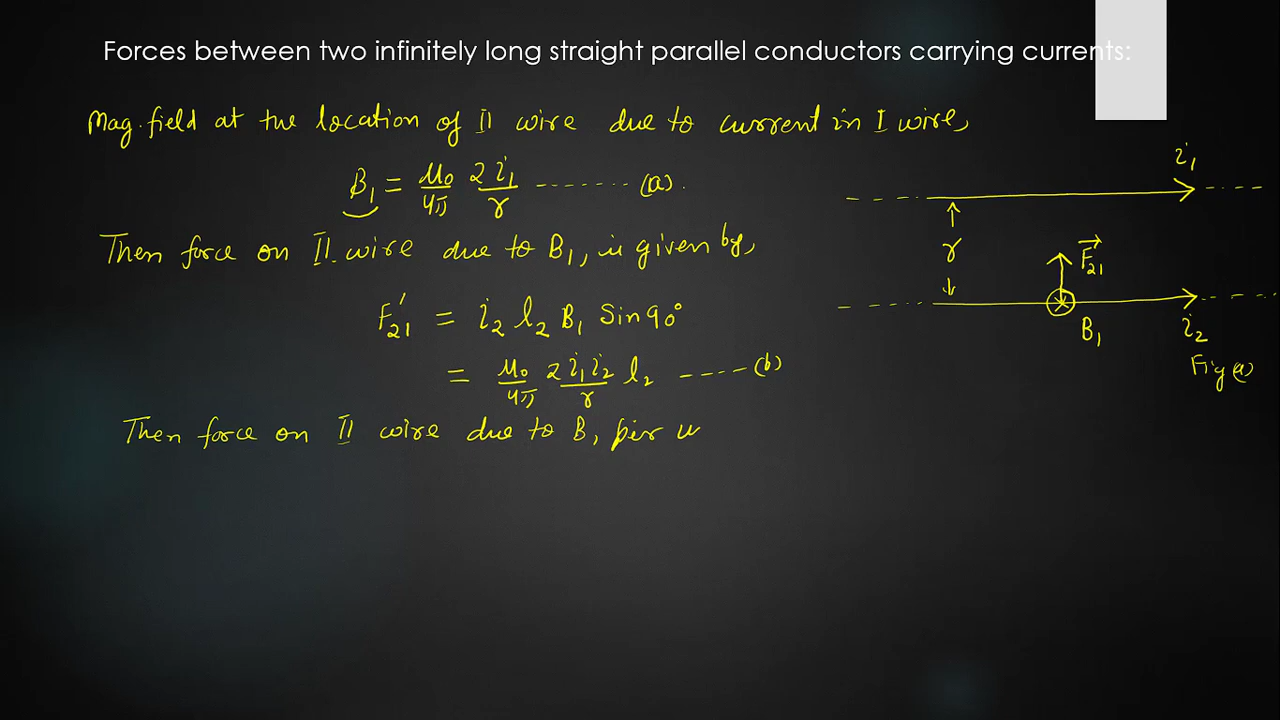 Forces between two infinitely long straight parallel conductors carrying currents:
Mag. field at the location of II wire due to current in I wire,
B₁ = μ₀/4π 2i₁/r ------- (a).
Then force on II wire due to B₁, is given by,
F₂₁' = i₂ l₂ B₁ Sin90°
= μ₀/4π 2i₁i₂/r l₂ ----- (b)
Then force on II wire due to B, per u
i₁
r
F₂₁
B₁
i₂
Fig (a)